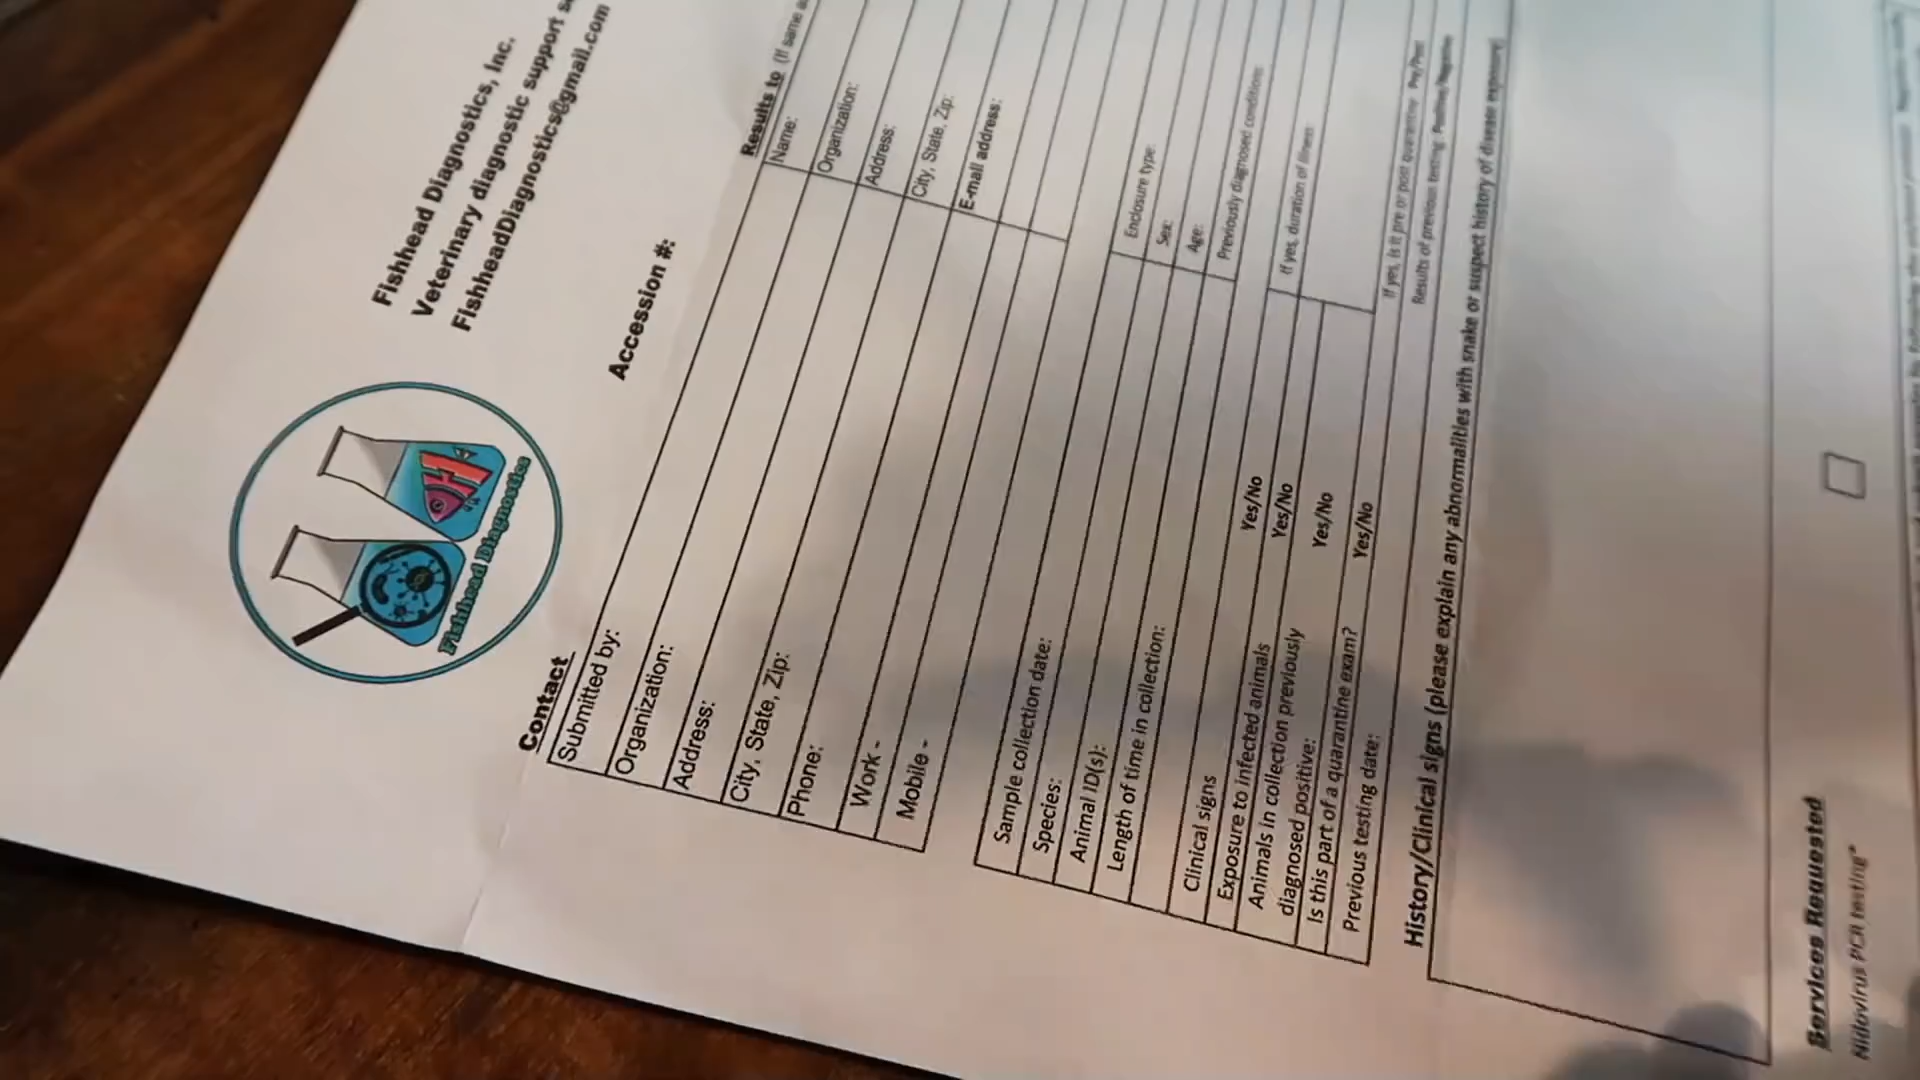 Fishhead Diagnostics, Inc.
Veterinary diagnostic support
FishheadDiagnostics@gmail.com
Fishhead Diagnostics
Accession #:
Contact
Submitted by:
Organization:
Address:
City, State, Zip:
Phone:
Work -
Mobile -
Results to (If same
Name:
Organization:
Address:
City, State, Zip:
E-mail address:
Sample collection date:
Species:
Animal ID(s):
Enclosure type:
Length of time in collection:
Sex:
Age:
Clinical signs
Previously diagnosed conditions:
Exposure to infected animals Yes/No
Animals in collection previously Yes/No If yes, duration of illness:
diagnosed positive:
Is this part of a quarantine exam? Yes/No
Previous testing date: Yes/No If yes, is it pre or post quarantine Pre/Post
Results of previous testing Positive/Negative
History/Clinical signs (please explain any abnormalities with snake or suspect history of disease exposure)
Services Requested
Nidovirus PCR testing*